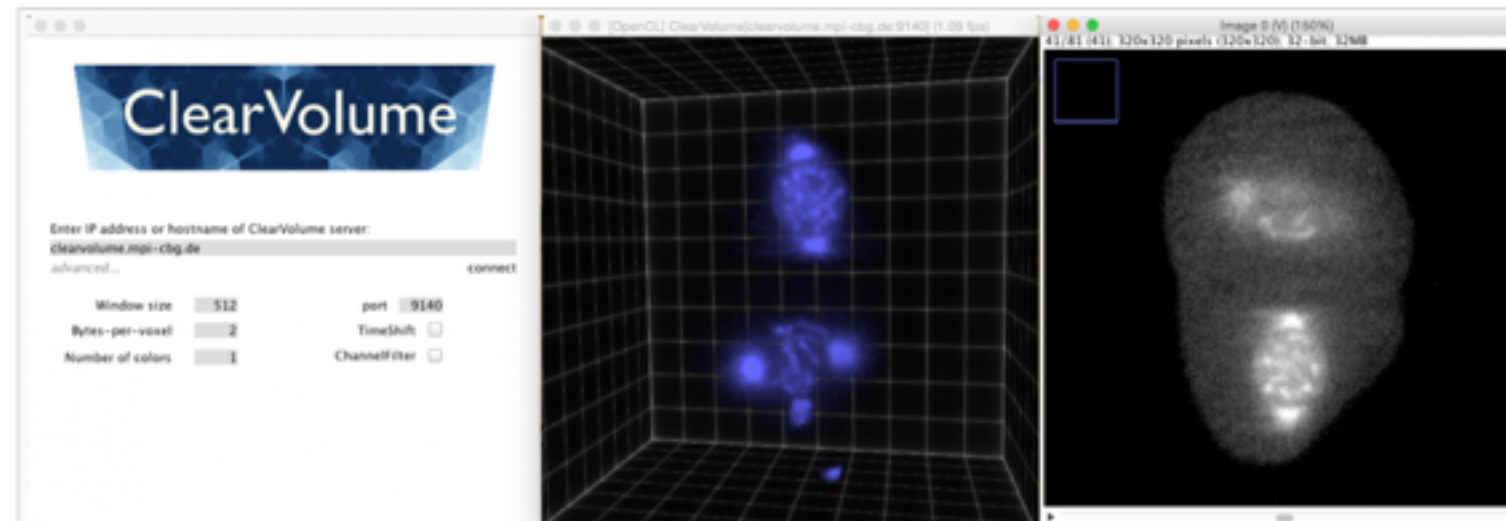 ClearVolume
Enter IP address or hostname of ClearVolume server:
clearvolume.mpi-cbg.de
advanced...
connect
Window size 512 port 9140
Bytes-per-voxel 2 TimeShift
Number of colors 1 ChannelFilter
[OpenCL] ClearVolume[clearvolume.mpi-cbg.de:9140] (1.09 fps)
Image 0 (V) (150%)
41/81 (41); 320x320 pixels (320x320); 32-bit; 32MB